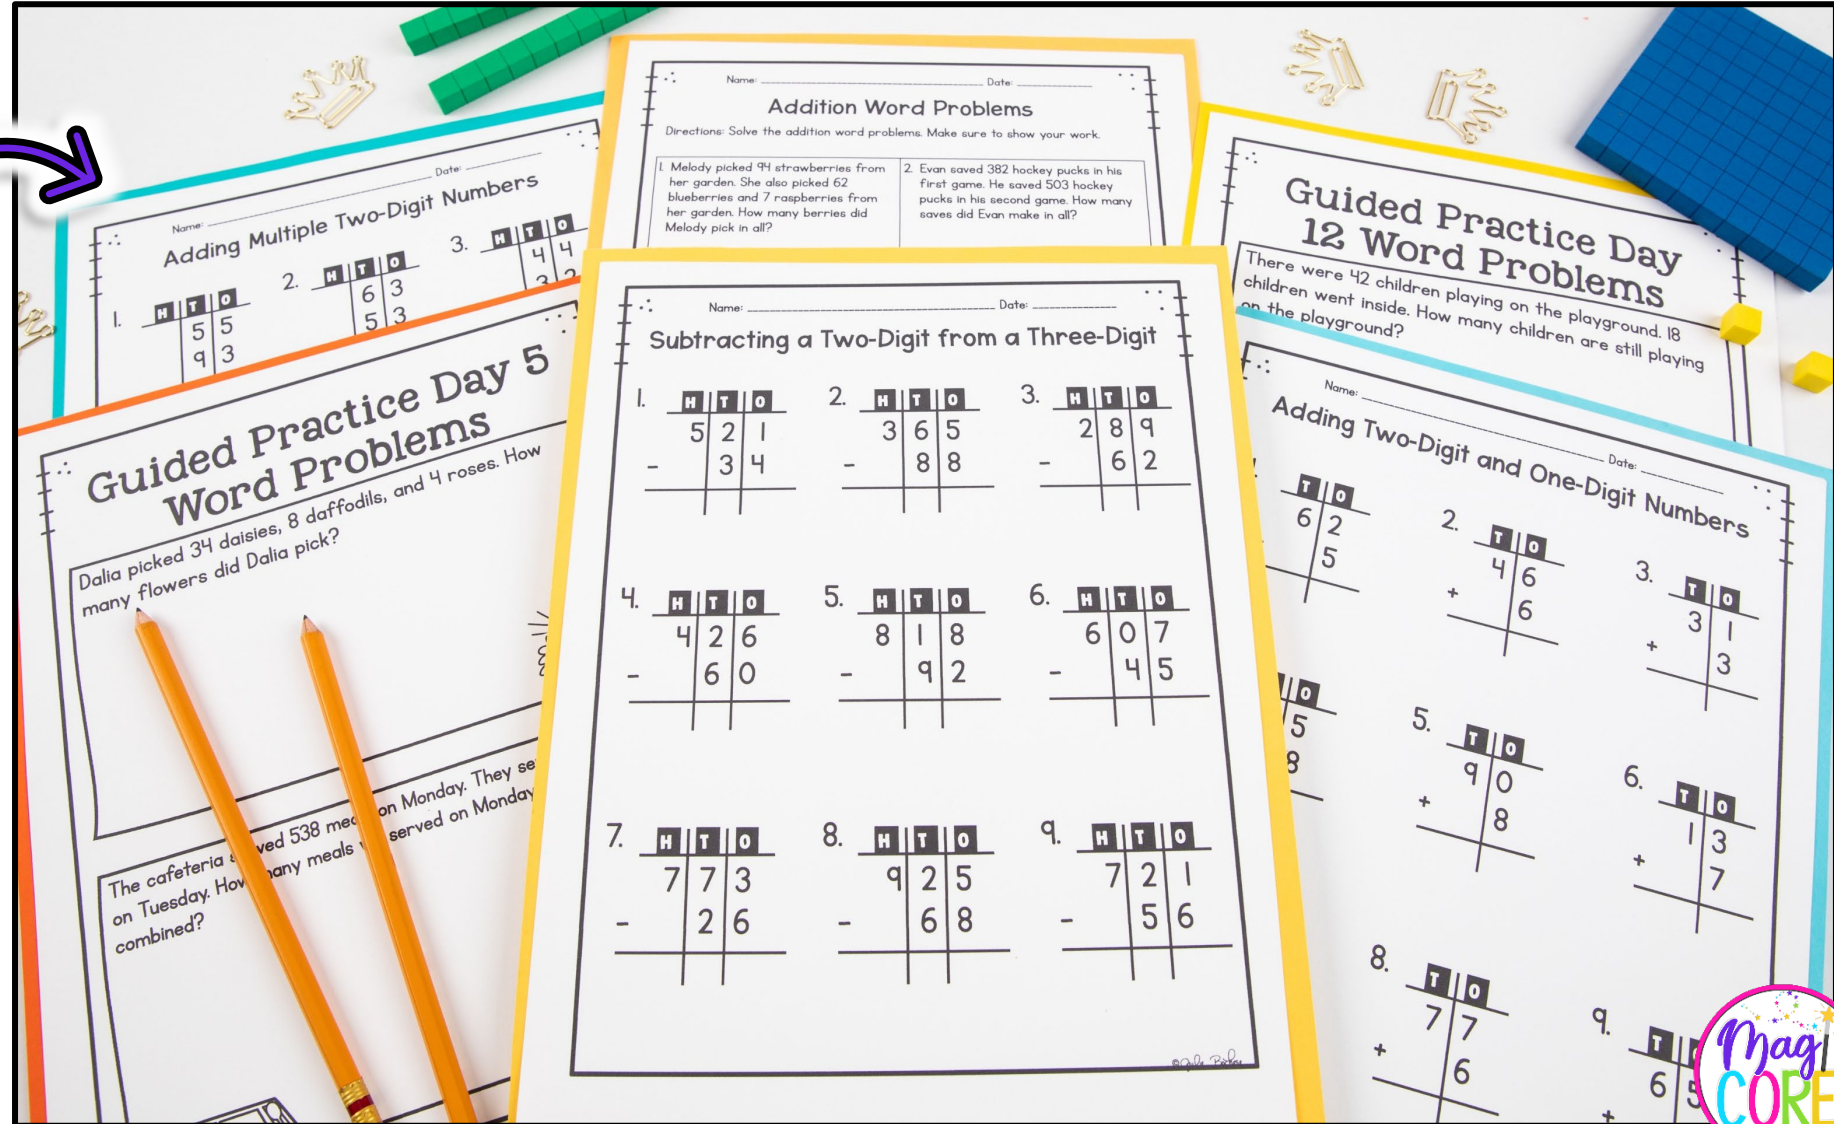 Name: Date:
Adding Multiple Two-Digit Numbers
1. H T O
5 5
9 3
2. H T O
6 3
5 3
3. H T O
4 4
Name: Date:
Addition Word Problems
Directions: Solve the addition word problems. Make sure to show your work.
1. Melody picked 94 strawberries from
her garden. She also picked 62
blueberries and 7 raspberries from
her garden. How many berries did
Melody pick in all?
2. Evan saved 382 hockey pucks in his
first game. He saved 503 hockey
pucks in his second game. How many
saves did Evan make in all?
Guided Practice Day
12 Word Problems
There were 42 children playing on the playground. 18
children went inside. How many children are still playing
on the playground?
Guided Practice Day 5
Word Problems
Dalia picked 34 daisies, 8 daffodils, and 4 roses. How
many flowers did Dalia pick?
The cafeteria 538 on Monday. They
on Tuesday. How many meals served on Monday
combined?
Name: Date:
Subtracting a Two-Digit from a Three-Digit
1. H T O
5 2 1
- 3 4
2. H T O
3 6 5
- 8 8
3. H T O
2 8 9
- 6 2
4. H T O
4 2 6
- 6 0
5. H T O
8 1 8
- 9 2
6. H T O
6 0 7
- 4 5
7. H T O
7 7 3
- 2 6
8. H T O
9 2 5
- 6 8
9. H T O
7 2 1
- 5 6
Name: Date:
Adding Two-Digit and One-Digit Numbers
T O
6 2
5
2. T O
4 6
+ 6
3. T O
3 1
+ 3
O
5
8
5. T O
9 0
+ 8
6. T O
1 3
+ 7
8. T O
7 7
+ 6
9. T
6 5
+
Mag
CORE